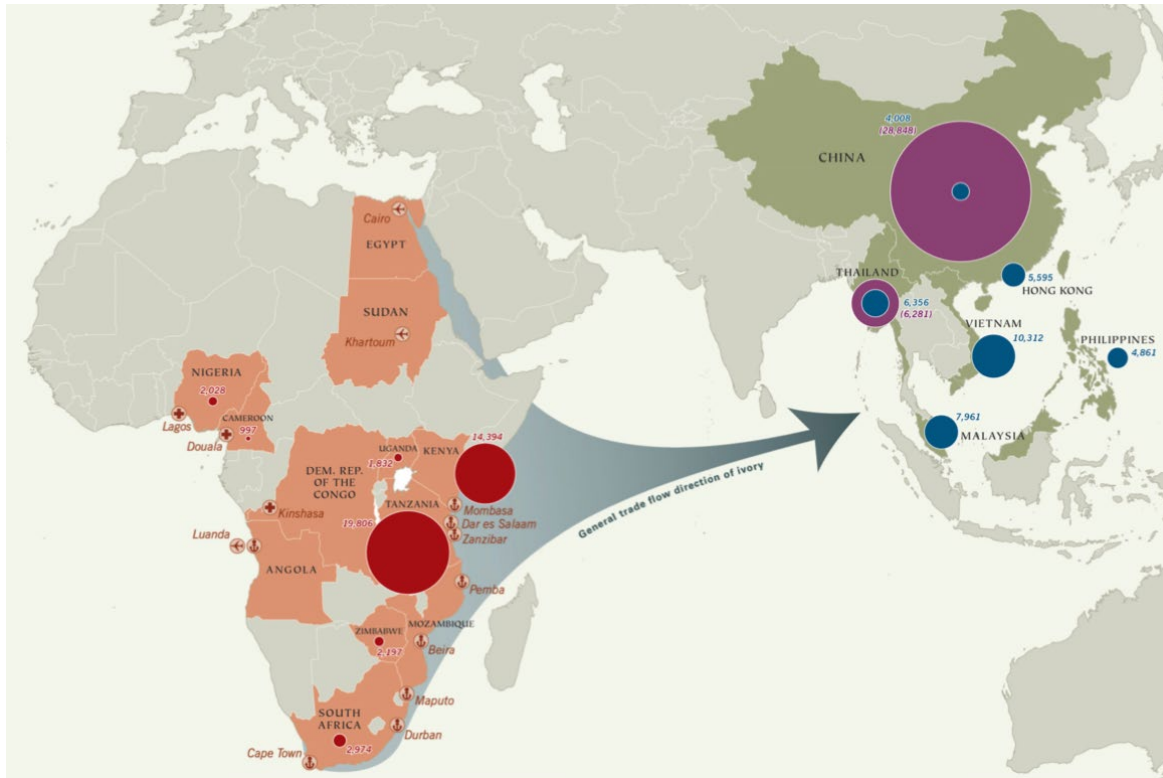 4,008
(28,848)
CHINA
Cairo
EGYPT
THAILAND
5,595
HONG KONG
6,356
(6,281)
SUDAN
VIETNAM
Khartoum
10,312
PHILIPPINES
4,861
NIGERIA
2,028
Lagos
CAMEROON
997
Douala
7,961
MALAYSIA
14,394
UGANDA
KENYA
1,832
DEM. REP.
OF THE
CONGO
General trade flow direction of ivory
TANZANIA
Mombasa
Kinshasa
19,806
Dar es Salaam
Zanzibar
Luanda
ANGOLA
Pemba
MOZAMBIQUE
ZIMBABWE
2,197
Beira
Maputo
SOUTH
AFRICA
Durban
2,974
Cape Town